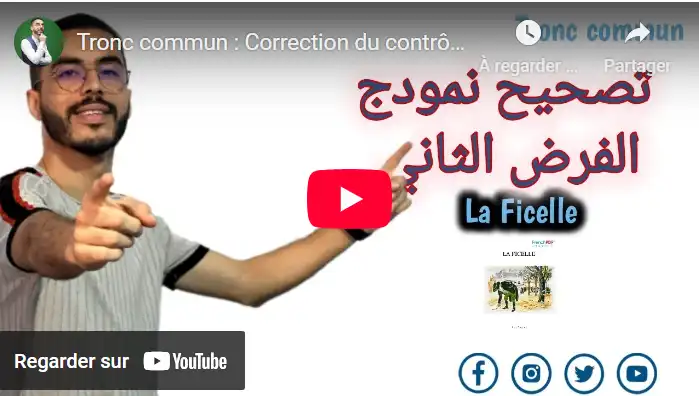 Tronc commun : Correction du contrô...
Tronc commun
À regarder ...
Partager
تصحيح نمودج
الفرض الثاني
La Ficelle
FrenchPDF
LA FICELLE
Regarder sur YouTube